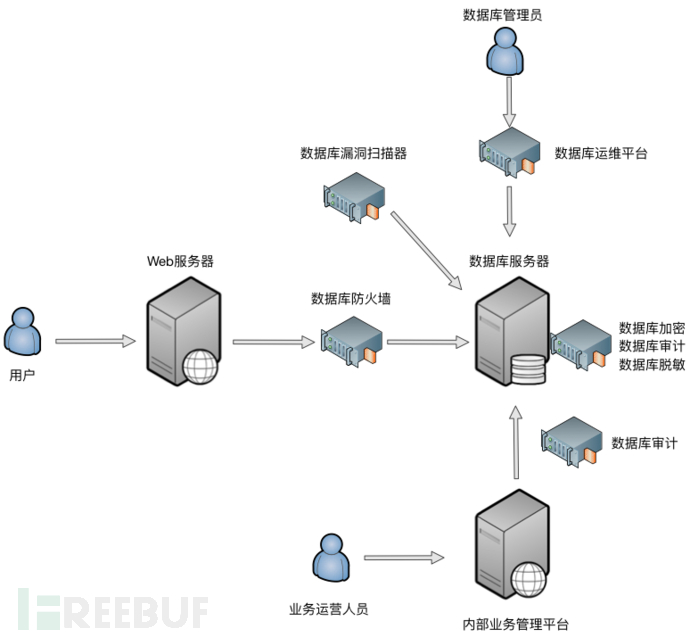 数据库管理员
数据库漏洞扫描器
数据库运维平台
Web服务器
数据库服务器
数据库防火墙
数据库加密
数据库审计
数据库脱敏
用户
数据库审计
业务运营人员
内部业务管理平台
FREEBUF